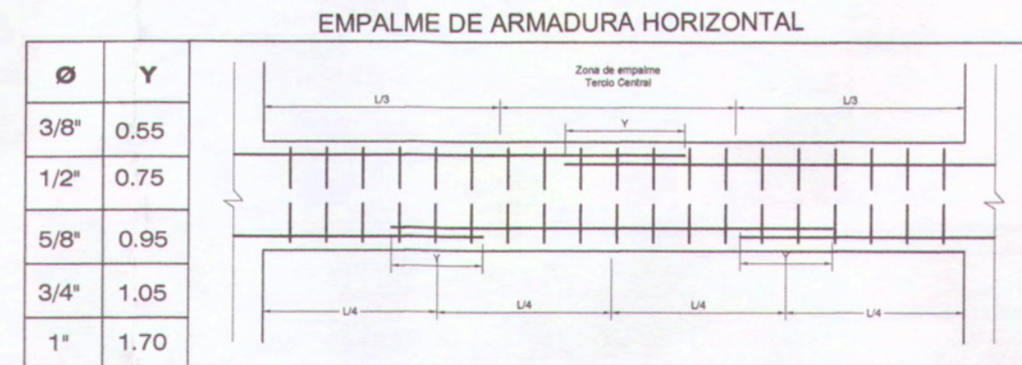 EMPALME DE ARMADURA HORIZONTAL
Ø Y
3/8" 0.55
1/2" 0.75
5/8" 0.95
3/4" 1.05
1" 1.70
Zona de empalme
Tercio Central
L/3 L/3
Y
Y Y
L/4 L/4 L/4 L/4